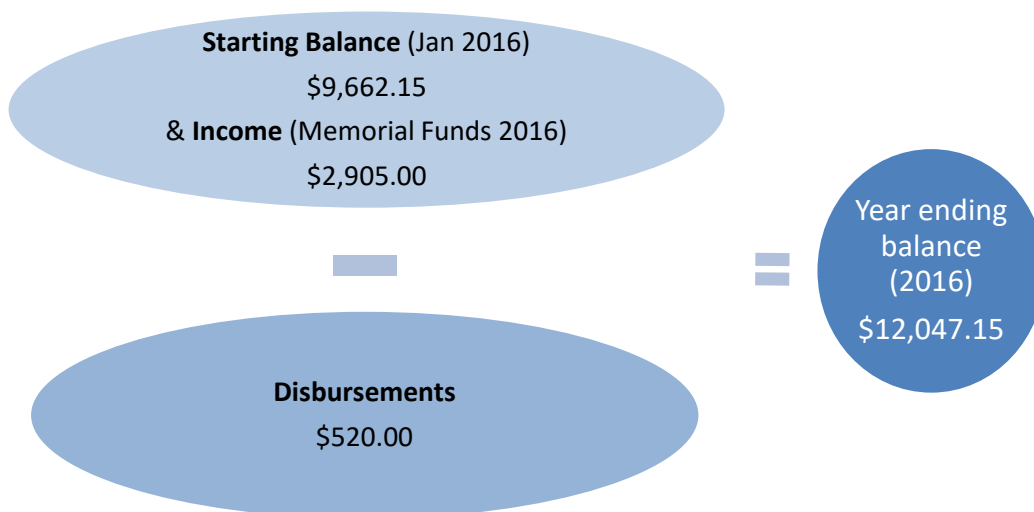 Starting Balance (Jan 2016)
$9,662.15
& Income (Memorial Funds 2016)
$2,905.00
Disbursements
$520.00
Year ending
balance
(2016)
$12,047.15